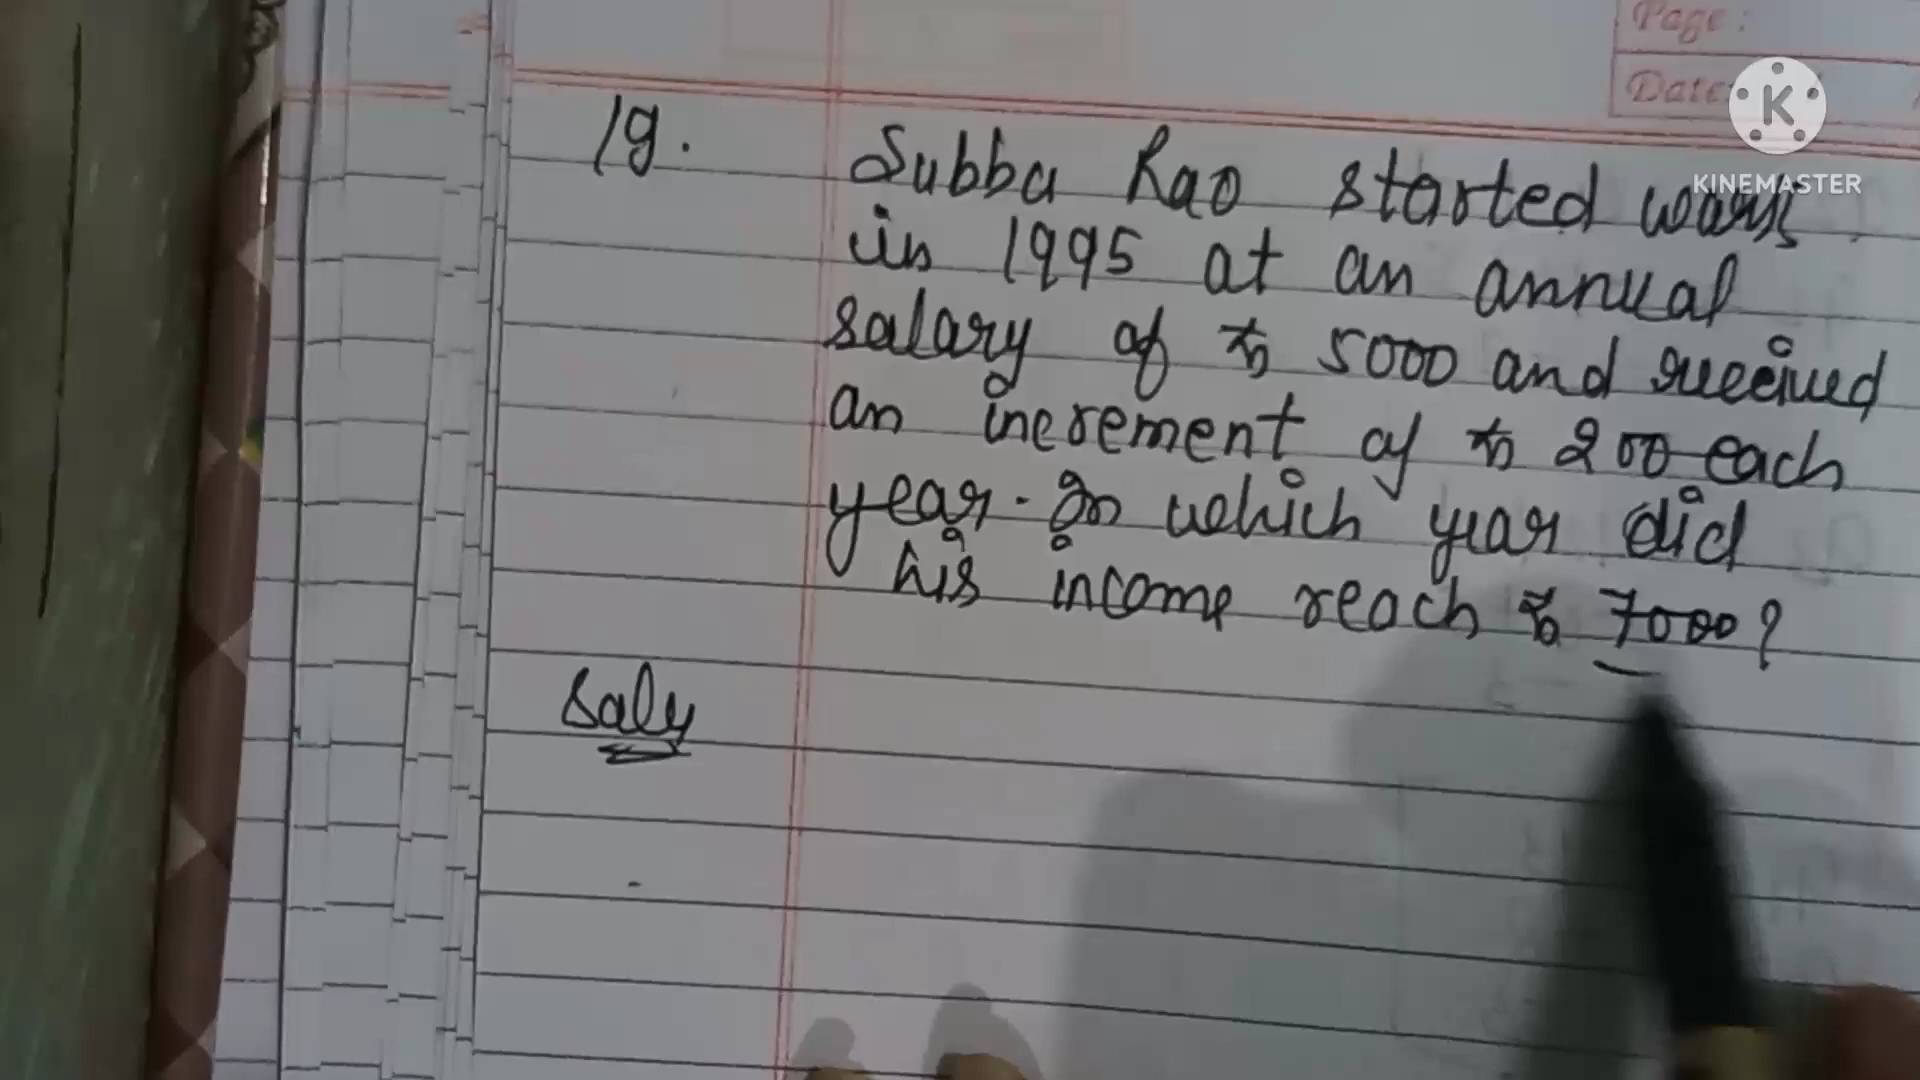 Page :
Date:
KINEMASTER
19. Subba Rao started work
in 1995 at an annual
salary of ₹ 5000 and received
an increment of ₹ 200 each
year. In which year did
his income reach ₹ 7000?